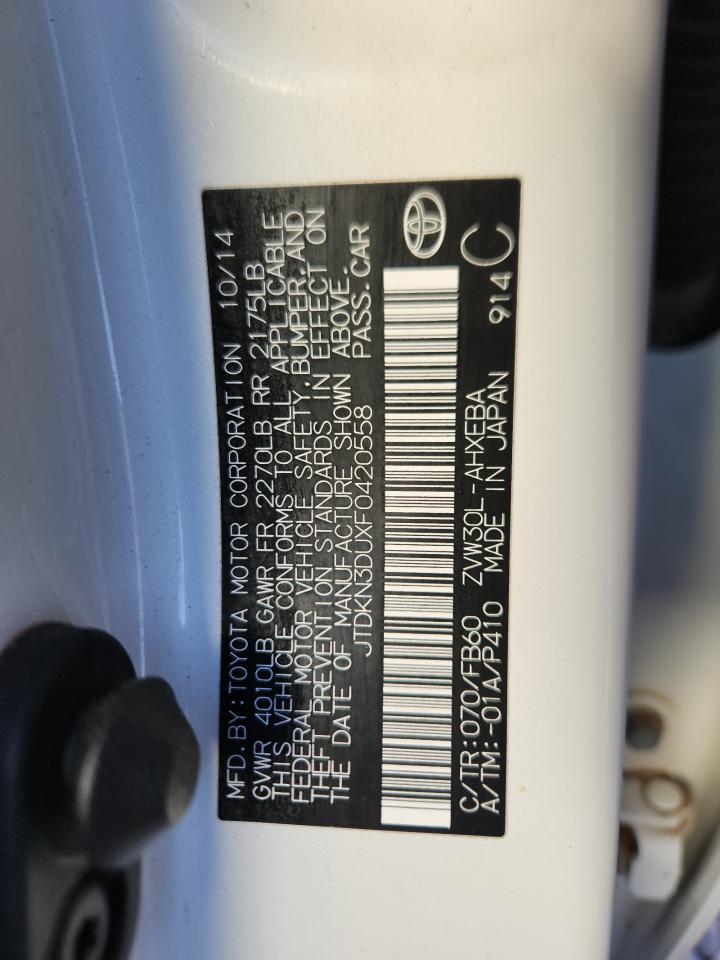 MFD.BY:TOYOTA MOTOR CORPORATION 10/14
GVWR 4010LB GAWR FR 2270LB RR 2175LB
THIS VEHICLE CONFORMS TO ALL APPLICABLE
FEDERAL MOTOR VEHICLE SAFETY,BUMPER,AND
THEFT PREVENTION STANDARDS IN EFFECT ON
THE DATE OF MANUFACTURE SHOWN ABOVE.
JTDKN3DUXF0420558 PASS.CAR
C/TR:070/FB60 ZVW30L-AHXEBA
A/TM:-01A/P410 MADE IN JAPAN 914 C